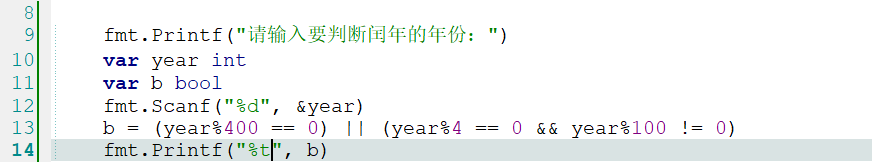 8
9 fmt.Printf("请输入要判断闰年的年份：")
10 var year int
11 var b bool
12 fmt.Scanf("%d", &year)
13 b = (year%400 == 0) || (year%4 == 0 && year%100 != 0)
14 fmt.Printf("%t", b)